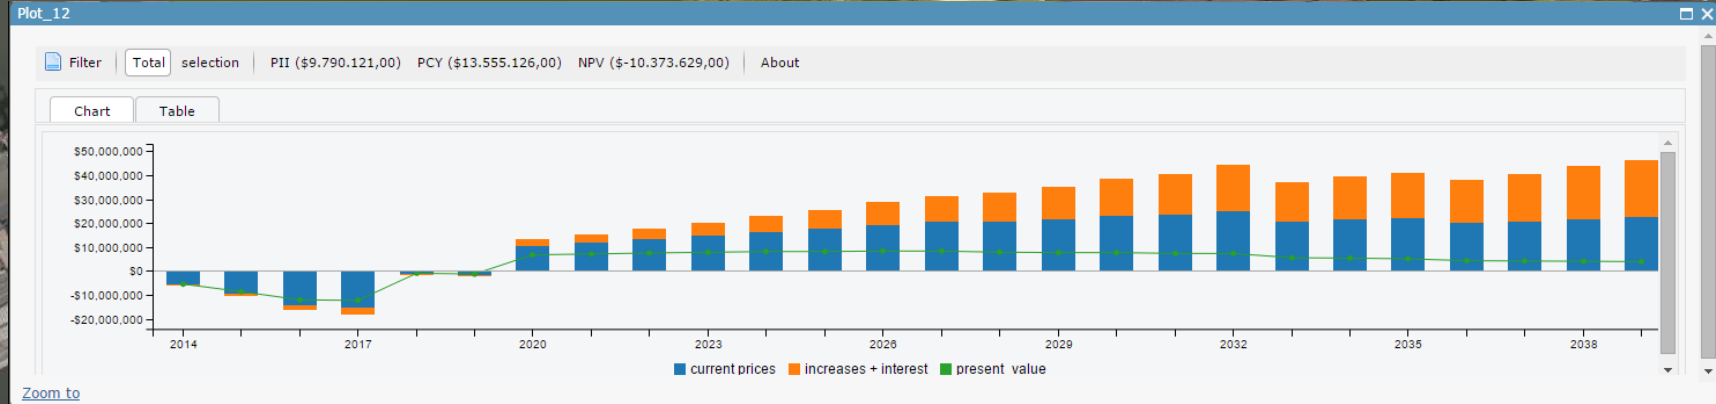 Plot_12
Filter Total selection PII ($9.790.121,00) PCY ($13.555.126,00) NPV ($-10.373.629,00) About
Chart Table
$50,000,000
$40,000,000
$30,000,000
$20,000,000
$10,000,000
$0
-$10,000,000
-$20,000,000
2014 2017 2020 2023 2026 2029 2032 2035 2038
current prices increases + interest present value
Zoom to